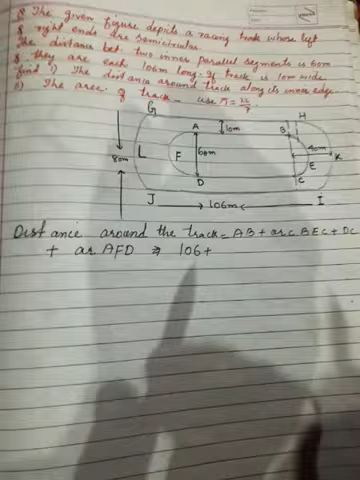 Q The given figure depicts a racing track whose left
& right ends are semicircular.
The distance bet two inner parallel segments is 60m
& they are each 106m long. If track is 10m wide
find i) The distance around track along its inner edge
ii) The area of track - use π = 22/7
G
H
A
10m
B
80m
L
F
60m
40m
K
E
D
C
J
106m
I
Distance around the track = AB + arc BEC + DC
+ ar AFD ⇒ 106+